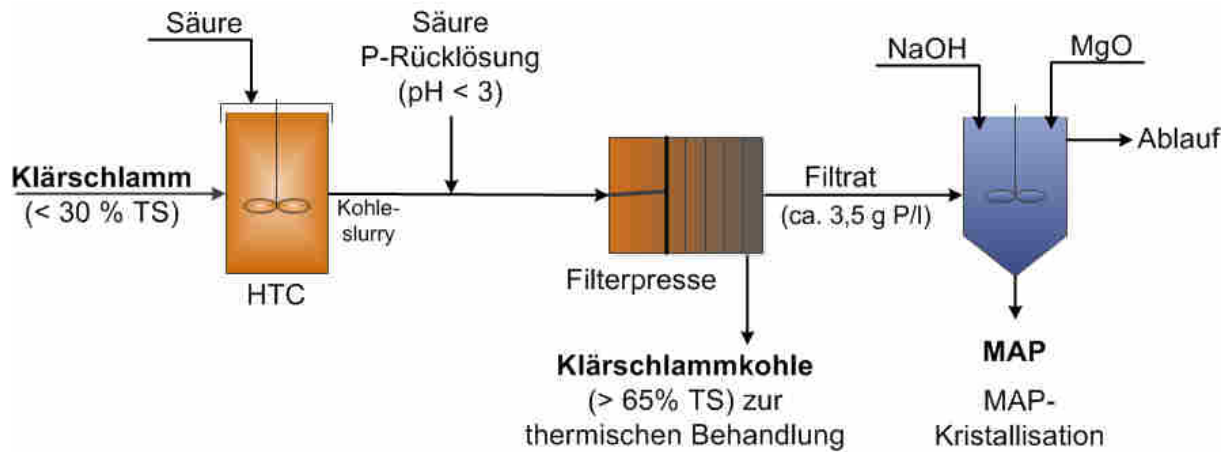 Säure
Säure
P-Rücklösung
(pH < 3)
NaOH
MgO
Ablauf
Klärschlamm
(< 30 % TS)
Kohle-
slurry
HTC
Filtrat
(ca. 3,5 g P/l)
Filterpresse
Klärschlammkohle
(> 65% TS) zur
thermischen Behandlung
MAP
MAP-
Kristallisation